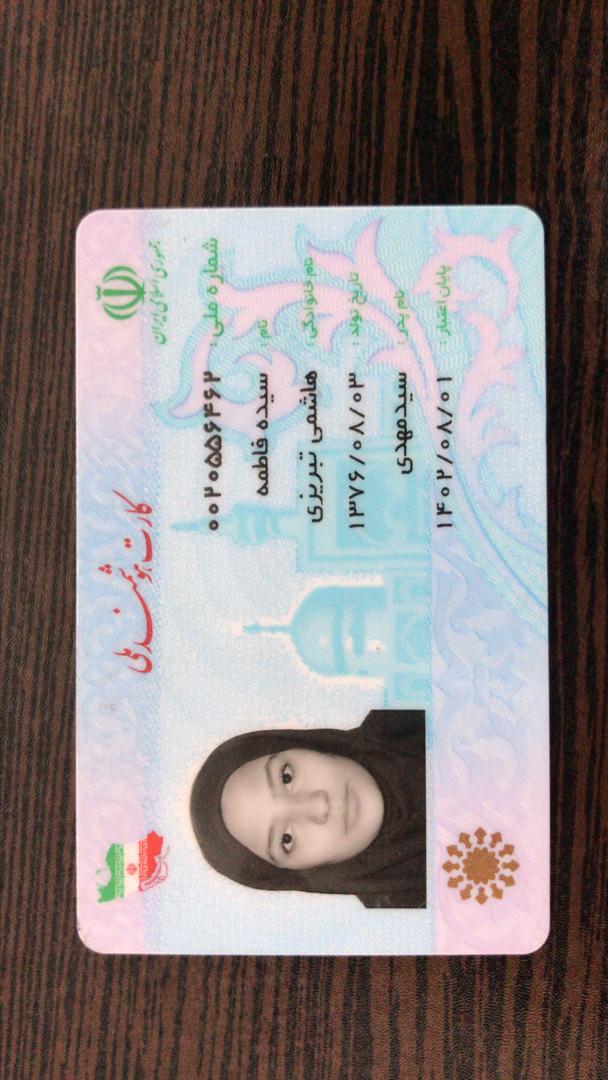 جمهوری اسلامی ایران
کارت هوشمند ملی
شماره ملی : ۰۰۲۰۵۵۶۴۶۲
نام : سیده فاطمه
نام خانوادگی : هاشمی تبریزی
تاریخ تولد : ۱۳۷۶/۰۸/۰۳
نام پدر : سیدمهدی
پایان اعتبار : ۱۴۰۲/۰۸/۰۱